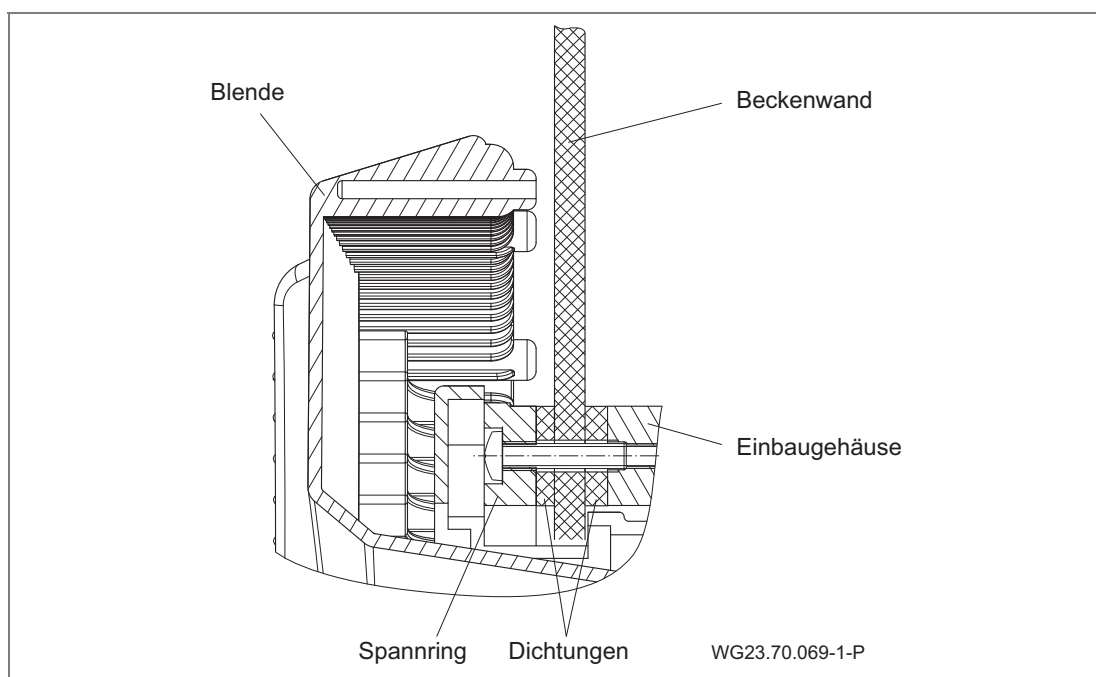 Blende
Beckenwand
Einbaugehäuse
Spannring
Dichtungen
WG23.70.069-1-P